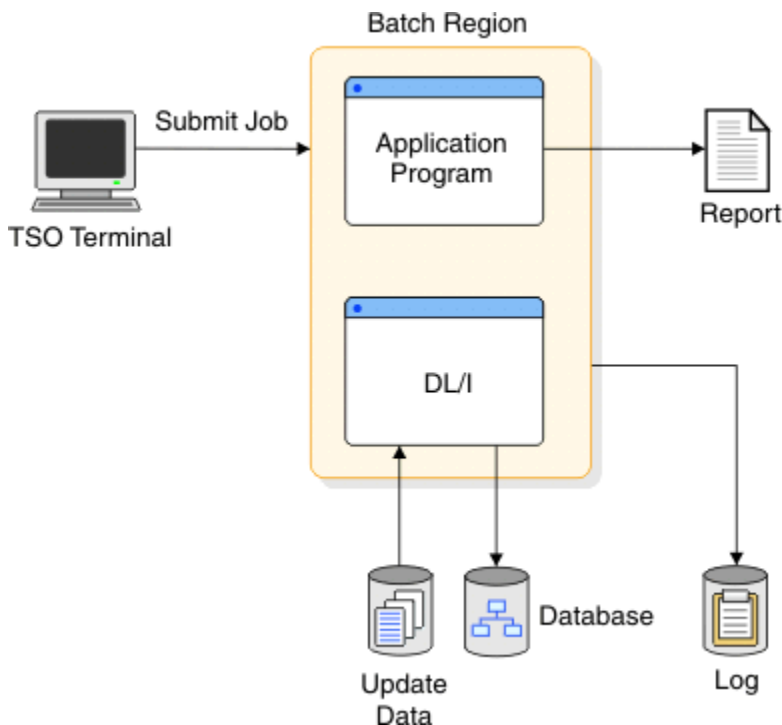 Batch Region
Submit Job
Application
Program
TSO Terminal
Report
DL/I
Database
Update
Data
Log